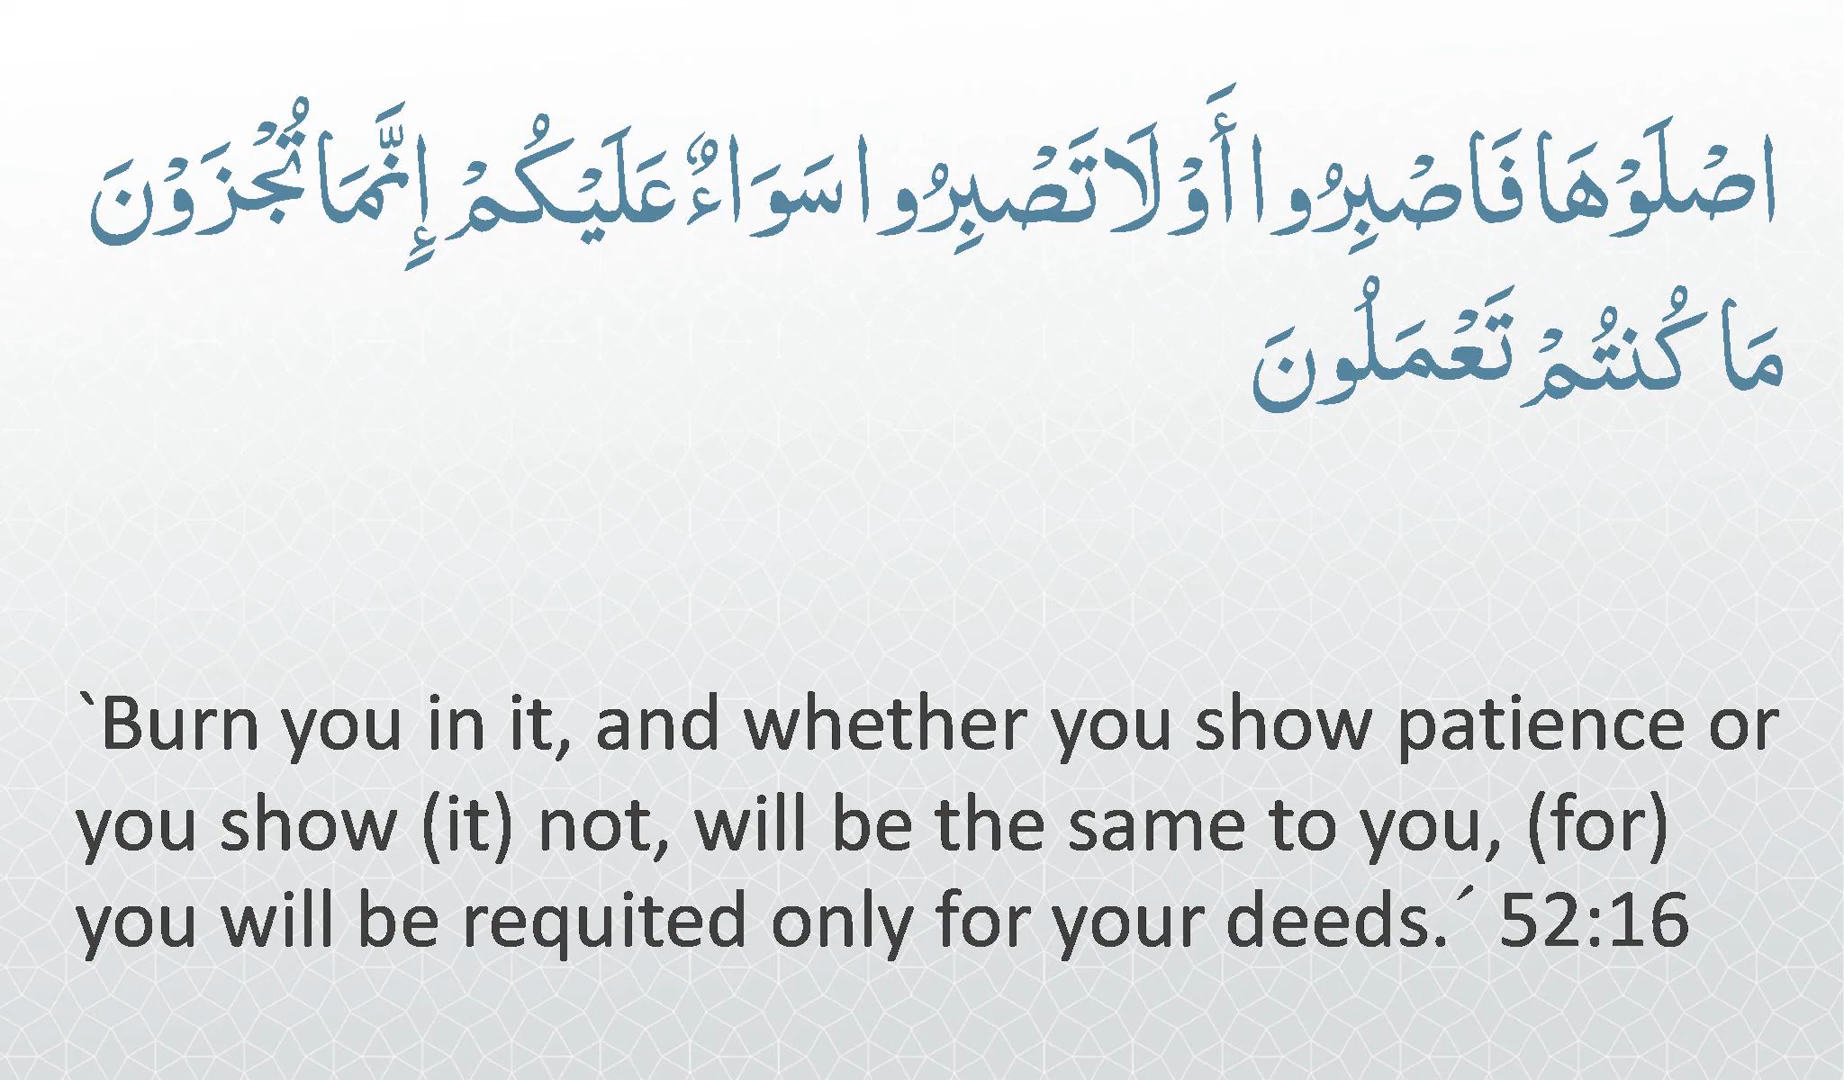 اصْلَوْهَا فَاصْبِرُوا أَوْ لَا تَصْبِرُوا سَوَاءٌ عَلَيْكُمْ إِنَّمَا تُجْزَوْنَ
مَا كُنتُمْ تَعْمَلُونَ
`Burn you in it, and whether you show patience or
you show (it) not, will be the same to you, (for)
you will be requited only for your deeds.´ 52:16